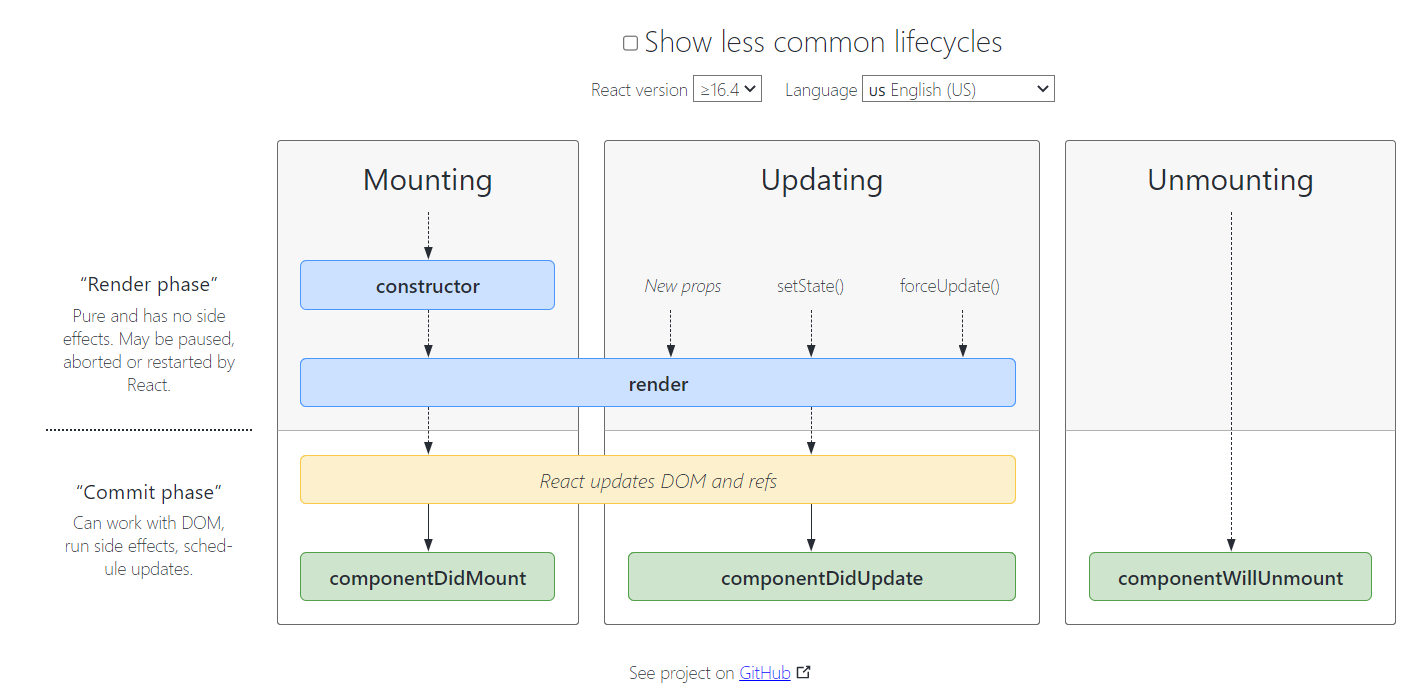 Show less common lifecycles
React version ≥16.4 Language us English (US)
Mounting
Updating
Unmounting
“Render phase”
Pure and has no side
effects. May be paused,
aborted or restarted by
React.
constructor
New props
setState()
forceUpdate()
render
“Commit phase”
Can work with DOM,
run side effects, sched-
ule updates.
React updates DOM and refs
componentDidMount
componentDidUpdate
componentWillUnmount
See project on GitHub